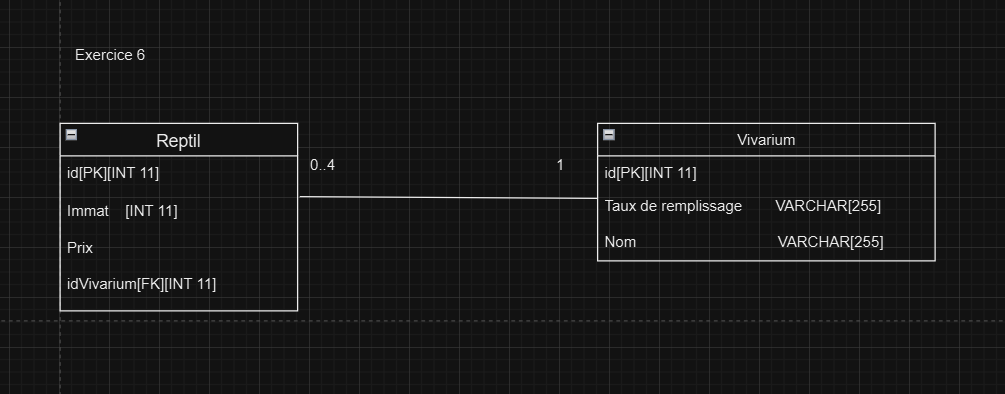 Exercice 6
Reptil
id[PK][INT 11]
Immat [INT 11]
Prix
idVivarium[FK][INT 11]
0..4
1
Vivarium
id[PK][INT 11]
Taux de remplissage VARCHAR[255]
Nom VARCHAR[255]